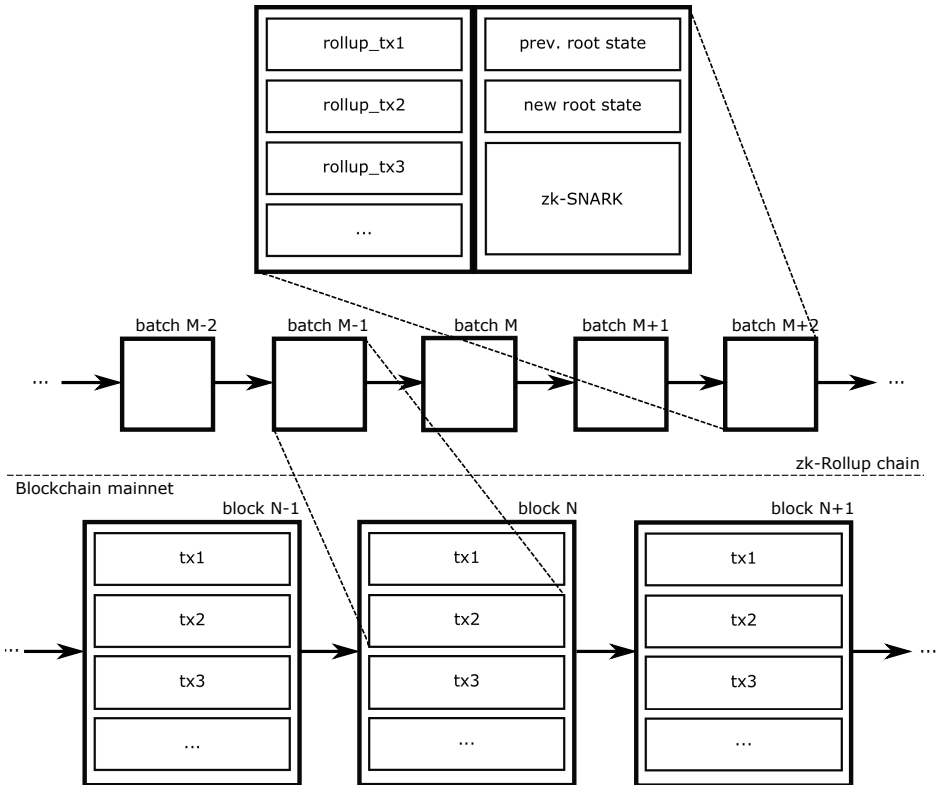 rollup_tx1
prev. root state
rollup_tx2
new root state
rollup_tx3
zk-SNARK
...
batch M-2
batch M-1
batch M
batch M+1
batch M+2
...
...
zk-Rollup chain
Blockchain mainnet
block N-1
block N
block N+1
tx1
tx1
tx1
tx2
tx2
tx2
...
...
tx3
tx3
tx3
...
...
...